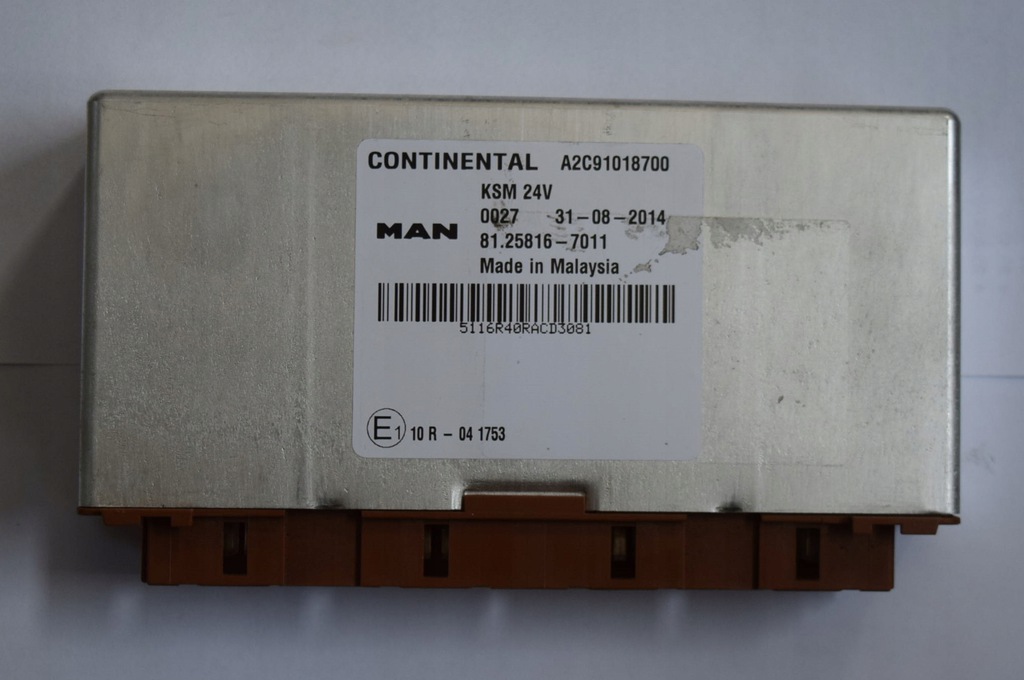 CONTINENTAL A2C91018700
KSM 24V
0027 31-08-2014
MAN 81.25816-7011
Made in Malaysia
5116R40RACD3081
E1 10 R - 04 1753